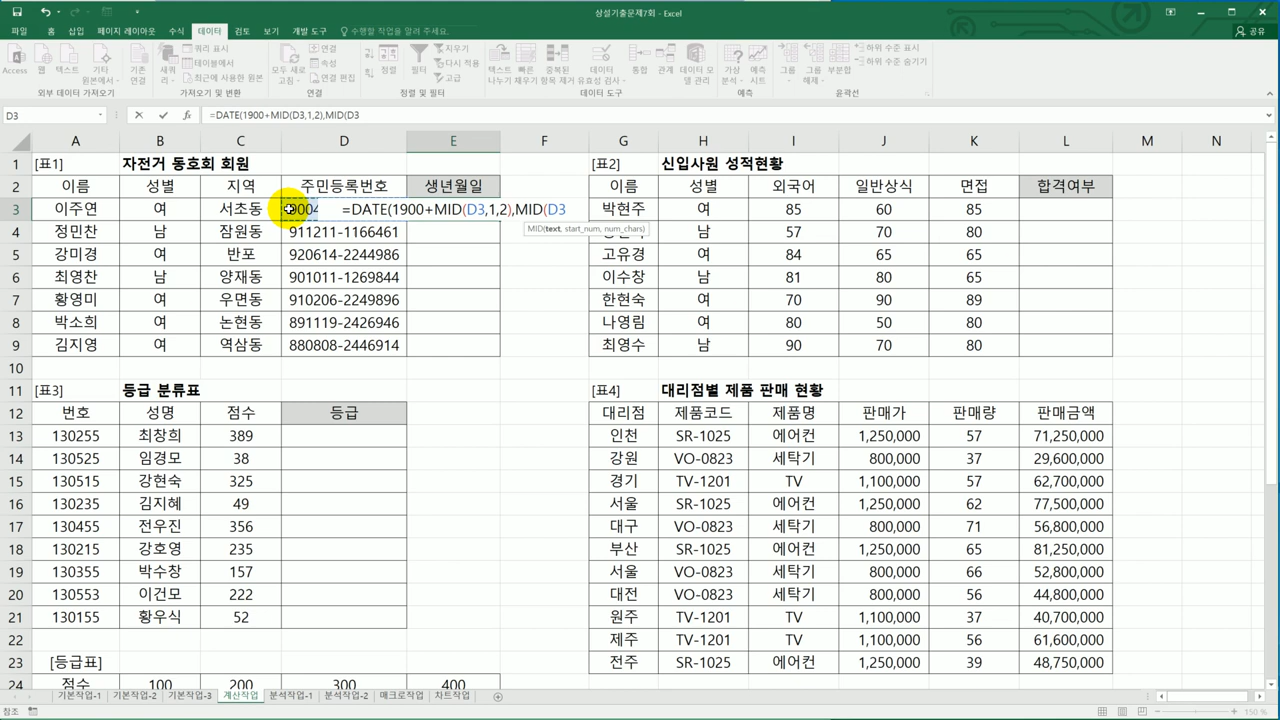 상설기출문제7회 - Excel
파일 홈 삽입 페이지 레이아웃 수식 데이터 검토 보기 개발 도구 수행할 작업을 알려 주세요. 공유
Access 웹 텍스트 기타 원본에서 기존 연결 새 쿼리 쿼리 표시 최근에 사용한 원본 모두 새로 고침 연결 속성 연결 편집 정렬 필터 지우기 다시 적용 고급 텍스트 나누기 빠른 채우기 중복된 항목 제거 데이터 유효성 검사 통합 관계 데이터 모델 관리 가상 분석 예측 시트 그룹 그룹 해제 부분합 하위 수준 표시 하위 수준 숨기기
외부 데이터 가져오기 가져오기 및 변환 연결 정렬 및 필터 데이터 도구 예측 윤곽선
D3 fx =DATE(1900+MID(D3,1,2),MID(D3
A B C D E F G H I J K L M N
1 [표1] 자전거 동호회 회원 [표2] 신입사원 성적현황
2 이름 성별 지역 주민등록번호 생년월일 이름 성별 외국어 일반상식 면접 합격여부
3 이주연 여 서초동 =DATE(1900+MID(D3,1,2),MID(D3 박현주 여 85 60 85
MID(text, start_num, num_chars)
4 정민찬 남 잠원동 911211-1166461 남 57 70 80
5 강미경 여 반포 920614-2244986 고유경 여 84 65 65
6 최영찬 남 양재동 901011-1269844 이수창 남 81 80 65
7 황영미 여 우면동 910206-2249896 한현숙 여 70 90 89
8 박소희 여 논현동 891119-2426946 나영림 여 80 50 80
9 김지영 여 역삼동 880808-2446914 최영수 남 90 70 80
10
11 [표3] 등급 분류표 [표4] 대리점별 제품 판매 현황
12 번호 성명 점수 등급 대리점 제품코드 제품명 판매가 판매량 판매금액
13 130255 최창희 389 인천 SR-1025 에어컨 1,250,000 57 71,250,000
14 130525 임경모 38 강원 VO-0823 세탁기 800,000 37 29,600,000
15 130515 강현숙 325 경기 TV-1201 TV 1,100,000 57 62,700,000
16 130235 김지혜 49 서울 SR-1025 에어컨 1,250,000 62 77,500,000
17 130455 전우진 356 대구 VO-0823 세탁기 800,000 71 56,800,000
18 130215 강호영 235 부산 SR-1025 에어컨 1,250,000 65 81,250,000
19 130355 박수창 157 서울 VO-0823 세탁기 800,000 66 52,800,000
20 130553 이건모 222 대전 VO-0823 세탁기 800,000 56 44,800,000
21 130155 황우식 52 원주 TV-1201 TV 1,100,000 37 40,700,000
22 제주 TV-1201 TV 1,100,000 56 61,600,000
23 [등급표] 전주 SR-1025 에어컨 1,250,000 39 48,750,000
24 점수 100 200 300 400
기본작업-1 기본작업-2 기본작업-3 계산작업 분석작업-1 분석작업-2 매크로작업 차트작업
참조 150 %